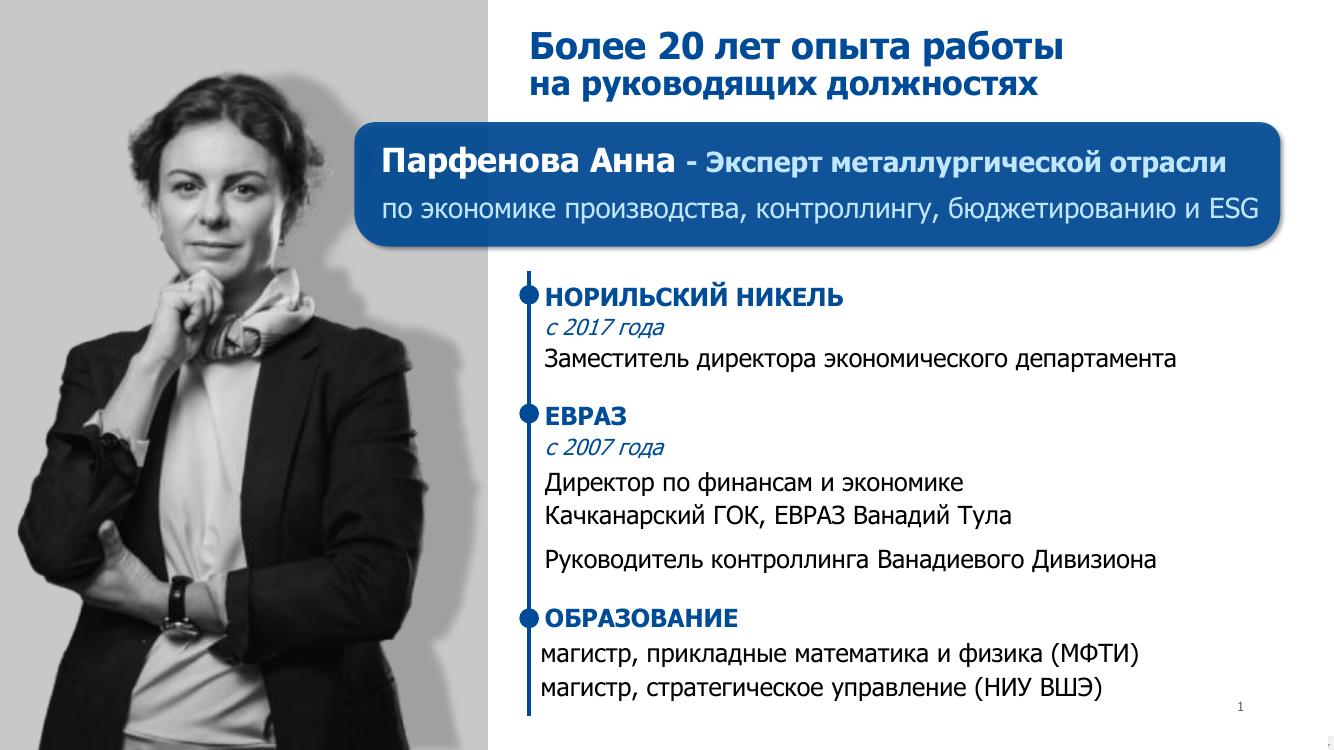 Более 20 лет опыта работы
на руководящих должностях
Парфенова Анна - Эксперт металлургической отрасли
по экономике производства, контроллингу, бюджетированию и ESG
НОРИЛЬСКИЙ НИКЕЛЬ
с 2017 года
Заместитель директора экономического департамента
ЕВРАЗ
с 2007 года
Директор по финансам и экономике
Качканарский ГОК, ЕВРАЗ Ванадий Тула
Руководитель контроллинга Ванадиевого Дивизиона
ОБРАЗОВАНИЕ
магистр, прикладные математика и физика (МФТИ)
магистр, стратегическое управление (НИУ ВШЭ)
1